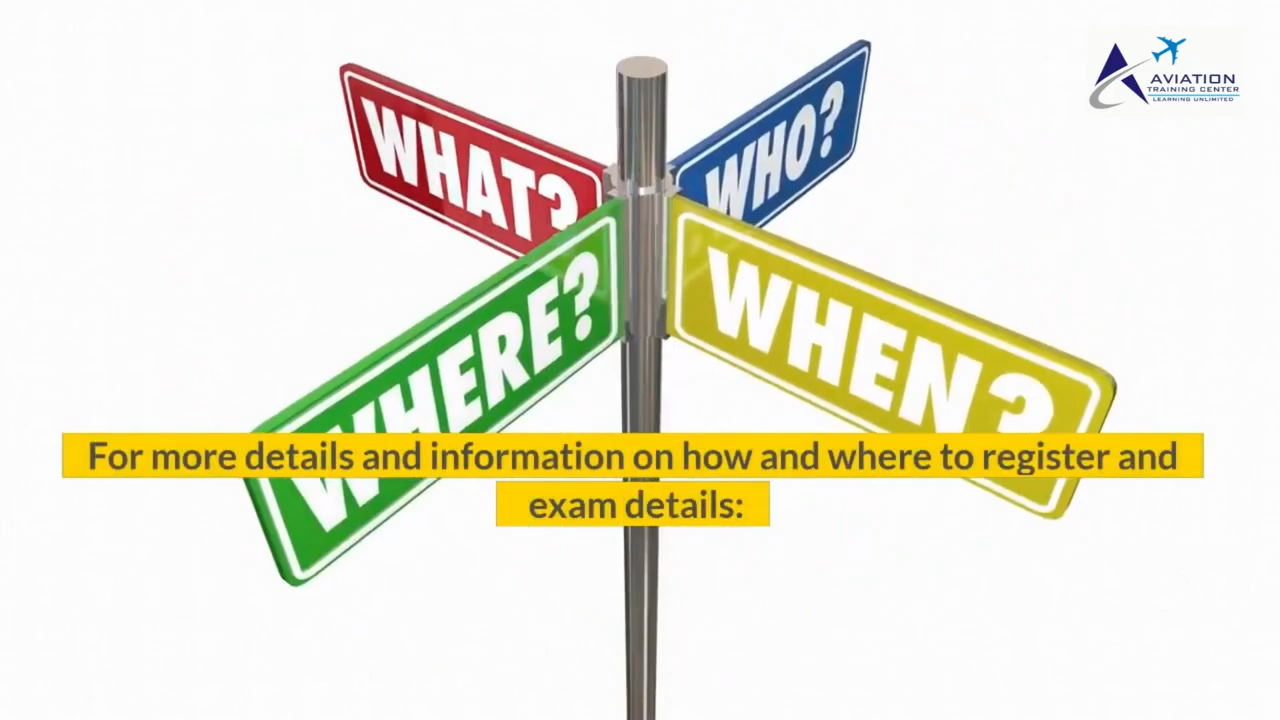 WHAT?
WHO?
AVIATION
TRAINING CENTER
LEARNING UNLIMITED
WHERE?
WHEN?
For more details and information on how and where to register and
exam details: